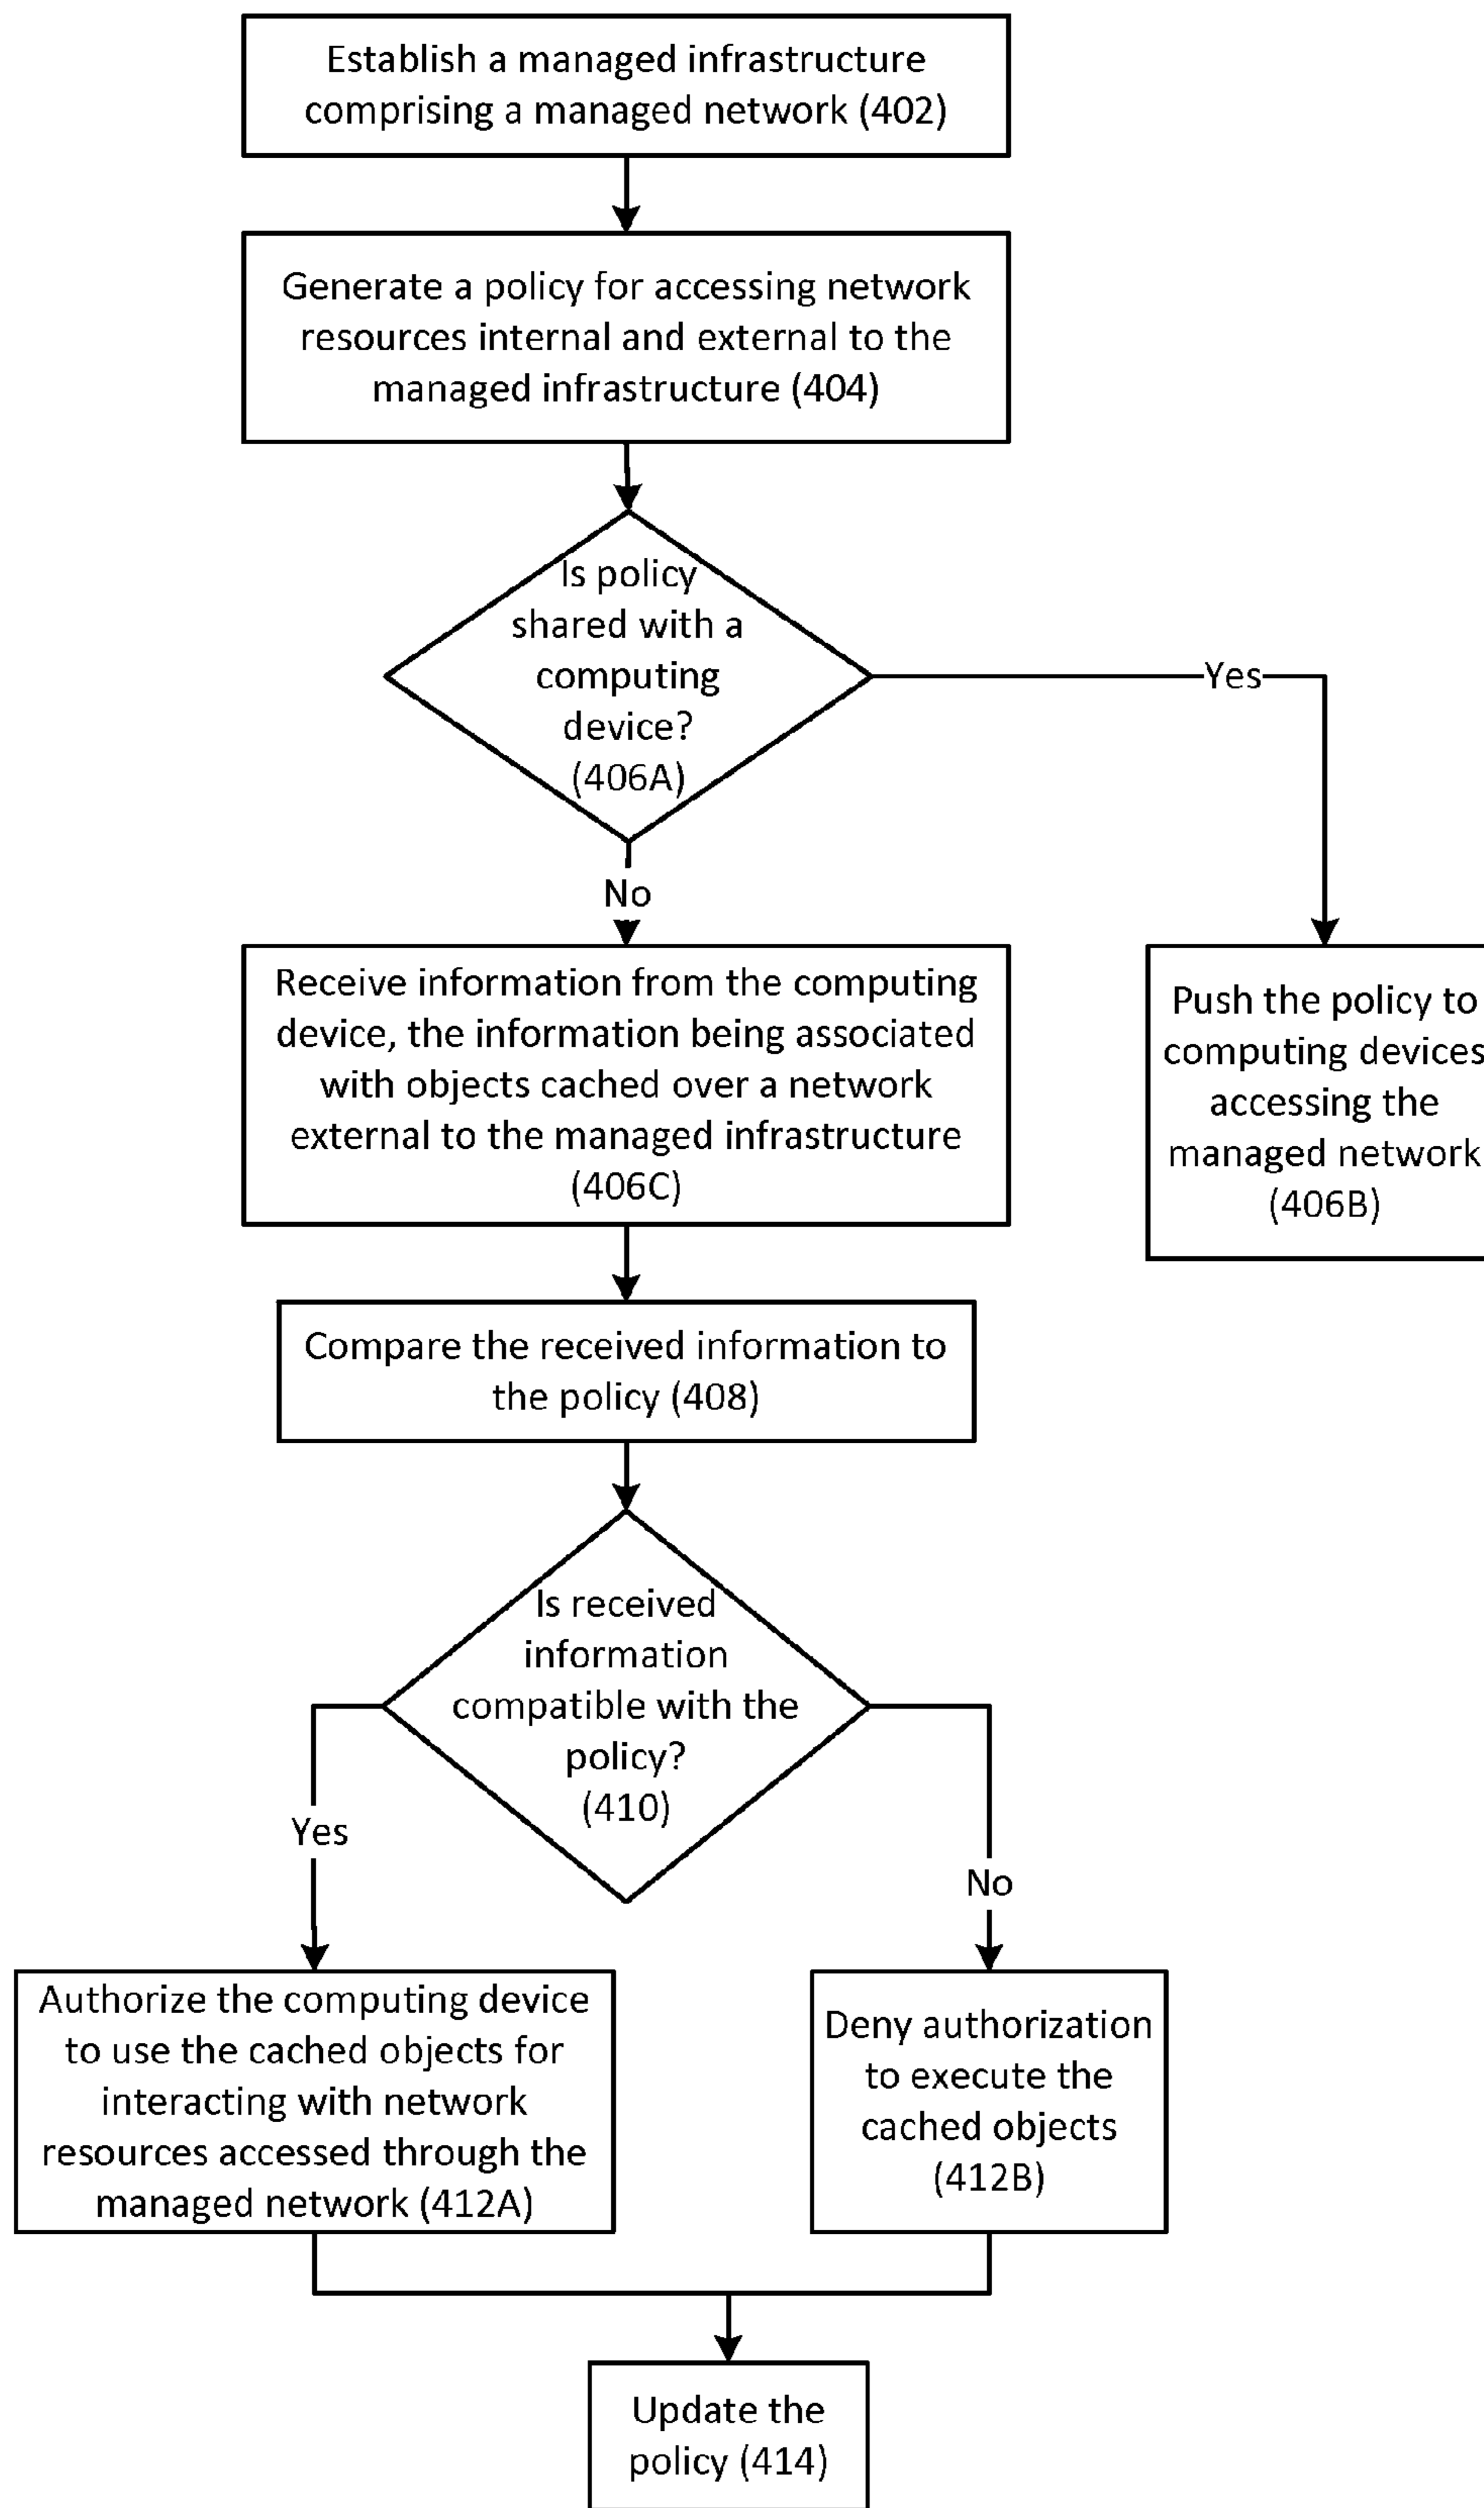 Establish a managed infrastructure
comprising a managed network (402)
Generate a policy for accessing network
resources internal and external to the
managed infrastructure (404)
Is policy
shared with a
computing
device?
(406A)
Yes
No
Receive information from the computing
device, the information being associated
with objects cached over a network
external to the managed infrastructure
(406C)
Push the policy to
computing devices
accessing the
managed network
(406B)
Compare the received information to
the policy (408)
Is received
information
compatible with the
policy?
(410)
Yes
No
Authorize the computing device
to use the cached objects for
interacting with network
resources accessed through the
managed network (412A)
Deny authorization
to execute the
cached objects
(412B)
Update the
policy (414)